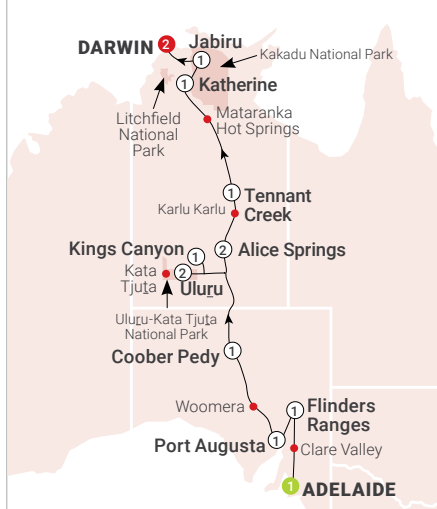 Jabiru
DARWIN 2
1
Kakadu National Park
1 Katherine
Litchfield
National
Park
Mataranka
Hot Springs
1 Tennant
Creek
Karlu Karlu
Kings Canyon 1
2 Alice Springs
Kata
Tjuṯa
2
Uluṟu
Uluṟu-Kata Tjuṯa
National Park
Coober Pedy 1
Woomera
1 Flinders
Ranges
Port Augusta 1
Clare Valley
1 ADELAIDE